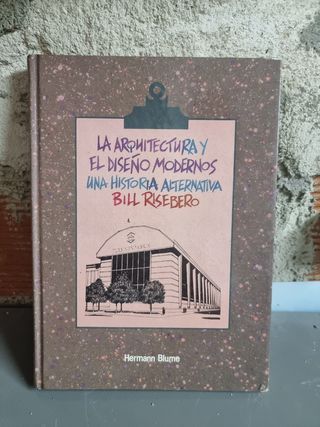 LA ARQUITECTURA Y
EL DISEÑO MODERNOS
UNA HISTORIA ALTERNATIVA
BILL RISEBERO
Hermann Blume